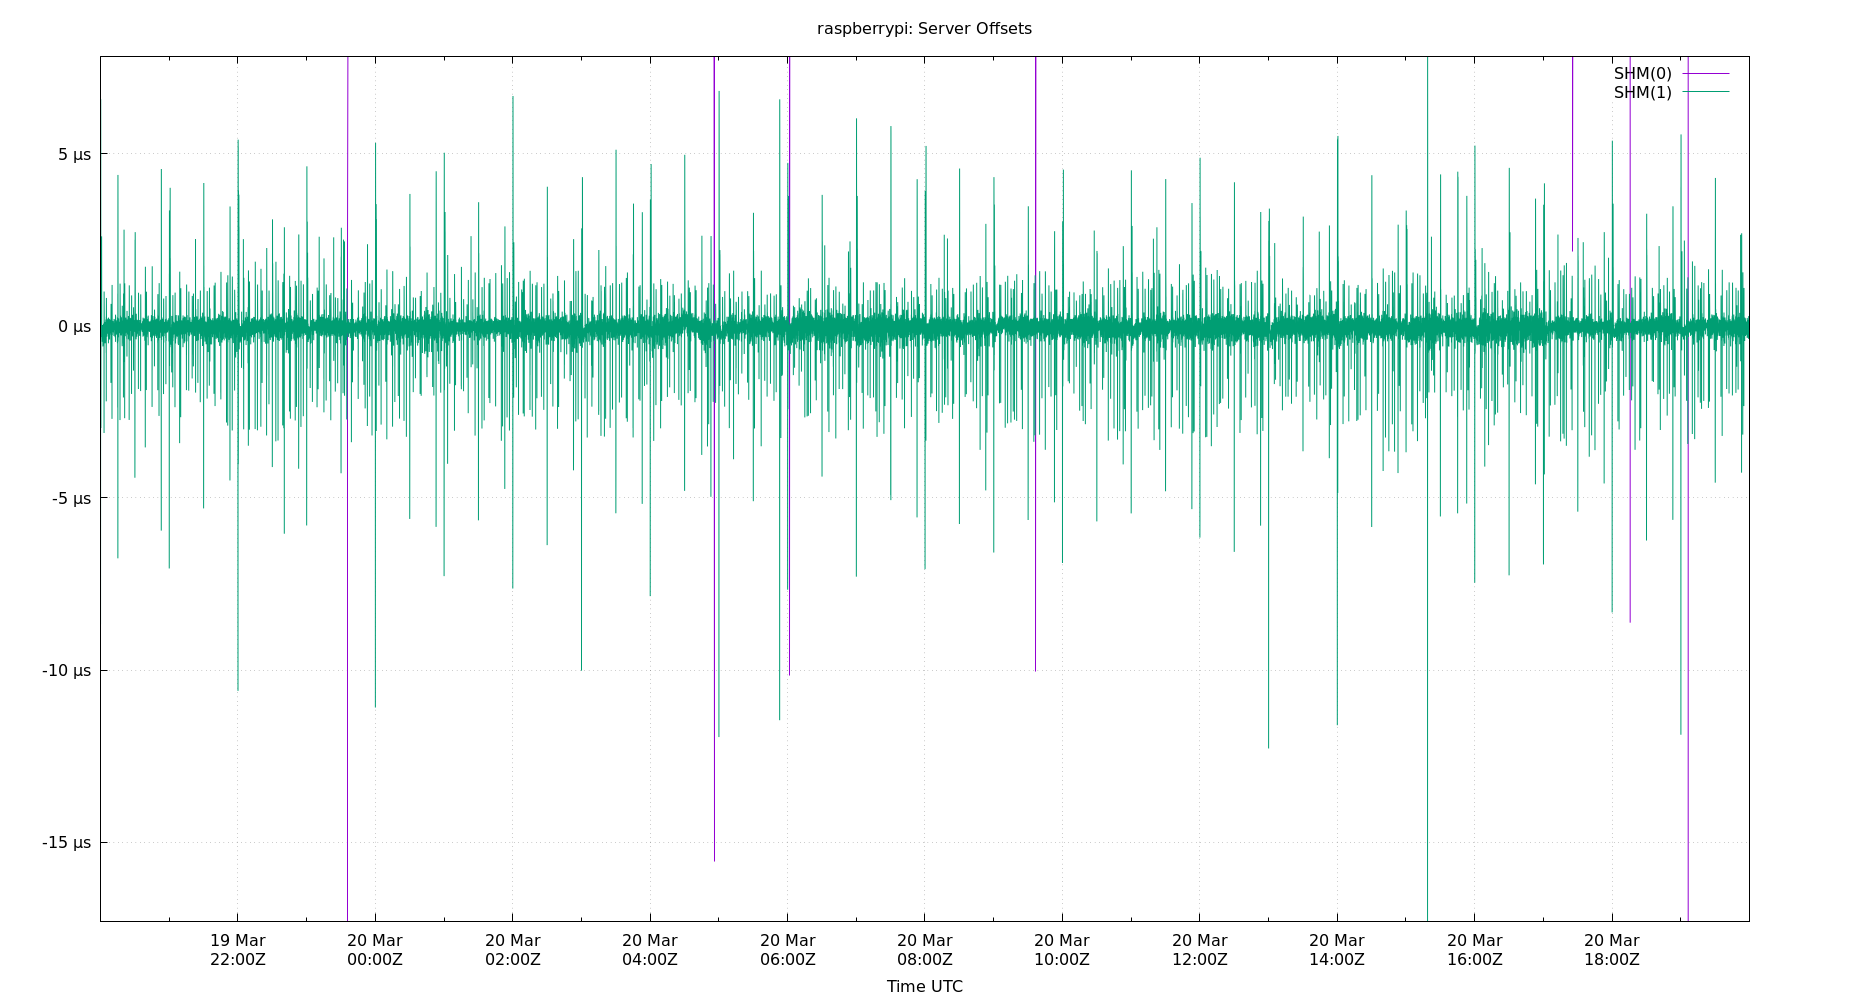 raspberrypi: Server Offsets
SHM(0)
SHM(1)
5 µs
0 µs
-5 µs
-10 µs
-15 µs
19 Mar 20 Mar 20 Mar 20 Mar 20 Mar 20 Mar 20 Mar 20 Mar 20 Mar 20 Mar 20 Mar
22:00Z 00:00Z 02:00Z 04:00Z 06:00Z 08:00Z 10:00Z 12:00Z 14:00Z 16:00Z 18:00Z
Time UTC